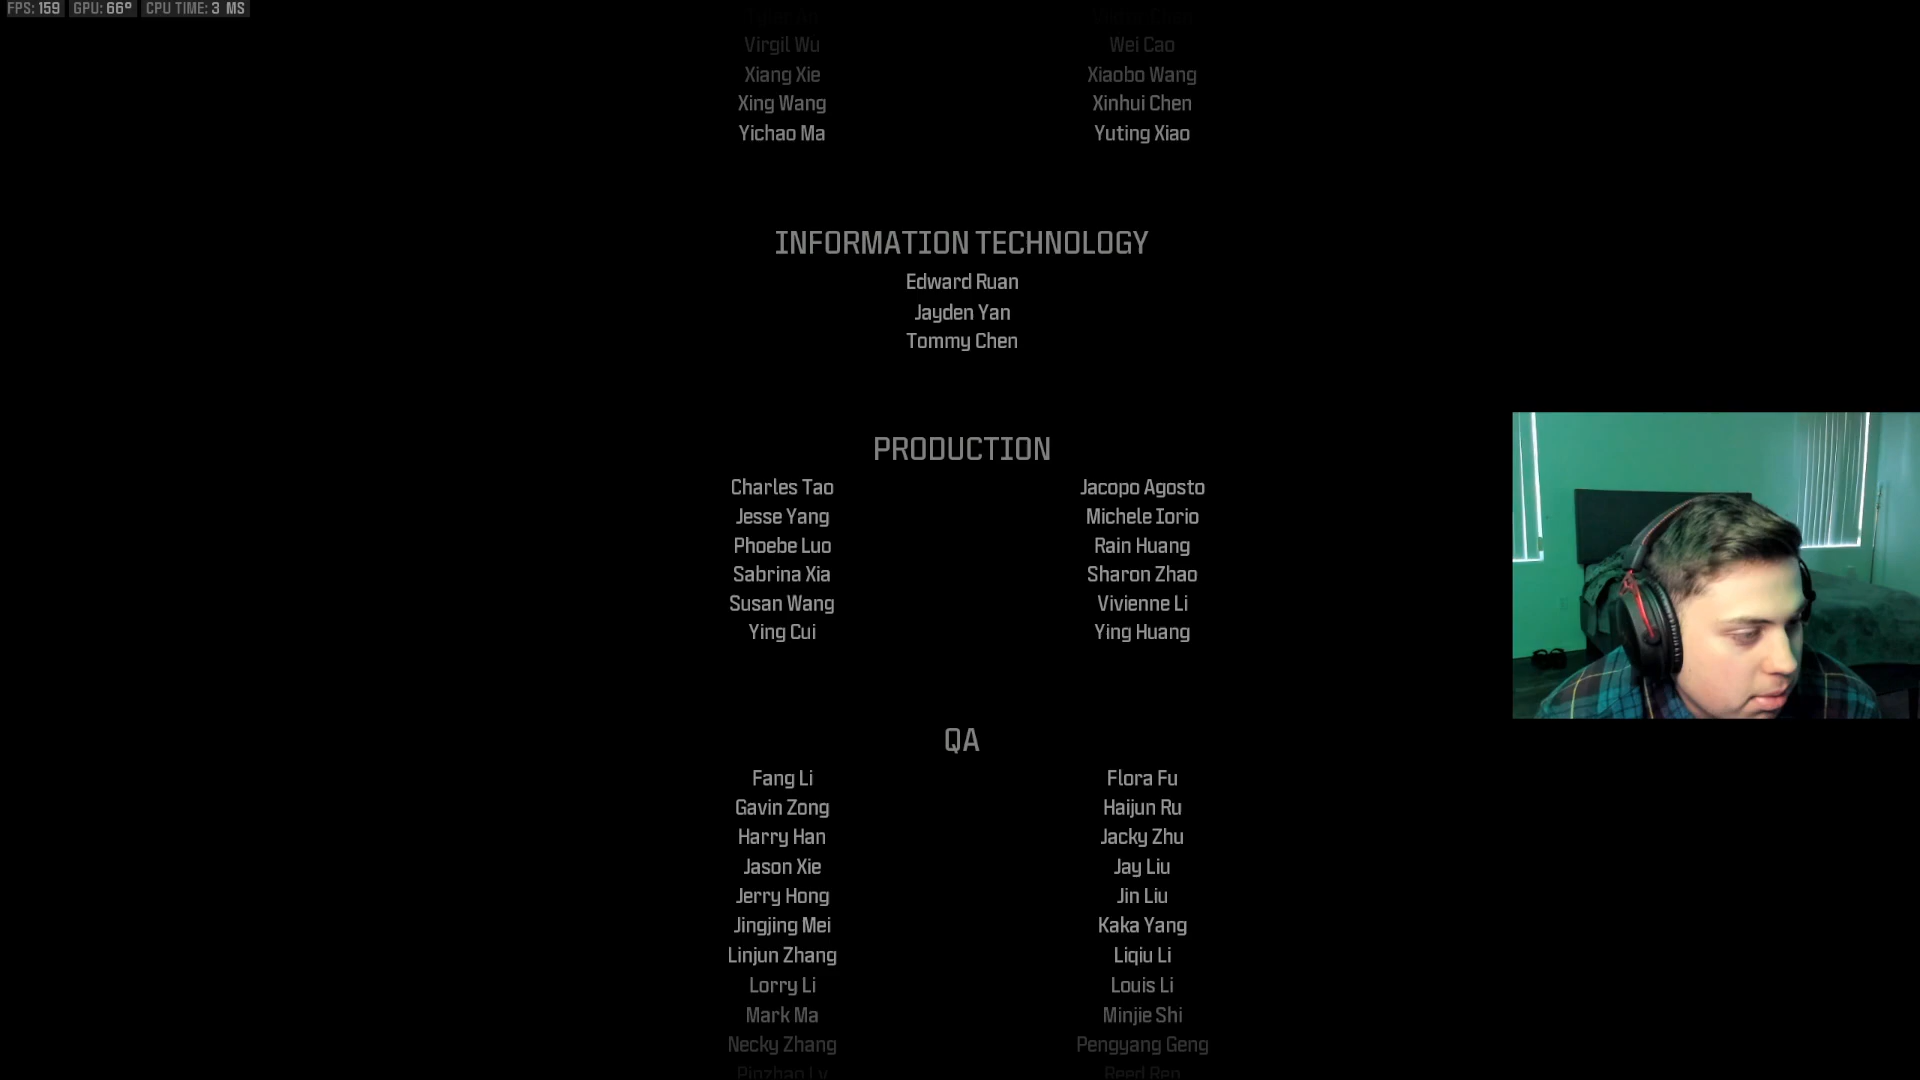 FPS: 159 GPU: 66° CPU TIME: 3 MS
Virgil Wu Wei Cao
Xiang Xie Xiaobo Wang
Xing Wang Xinhui Chen
Yichao Ma Yuting Xiao
INFORMATION TECHNOLOGY
Edward Ruan
Jayden Yan
Tommy Chen
PRODUCTION
Charles Tao Jacopo Agosto
Jesse Yang Michele Iorio
Phoebe Luo Rain Huang
Sabrina Xia Sharon Zhao
Susan Wang Vivienne Li
Ying Cui Ying Huang
QA
Fang Li Flora Fu
Gavin Zong Haijun Ru
Harry Han Jacky Zhu
Jason Xie Jay Liu
Jerry Hong Jin Liu
Jingjing Mei Kaka Yang
Linjun Zhang Liqiu Li
Lorry Li Louis Li
Mark Ma Minjie Shi
Necky Zhang Pengyang Geng